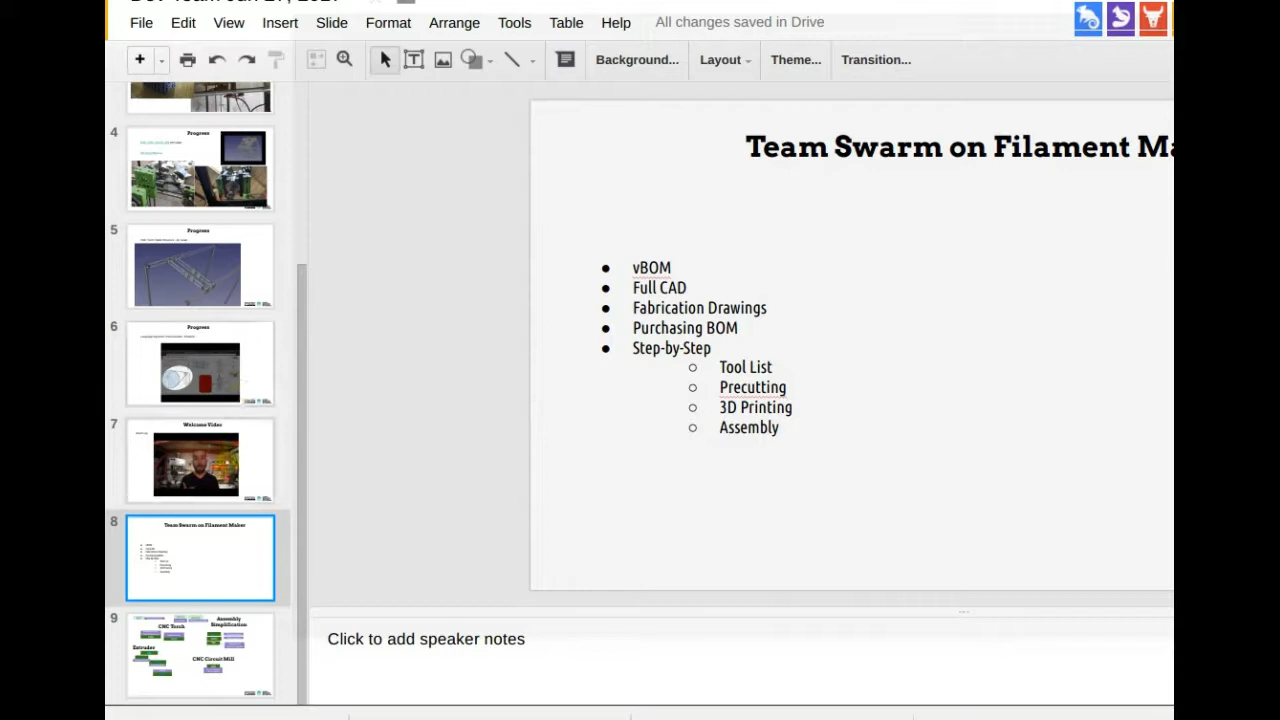 File Edit View Insert Slide Format Arrange Tools Table Help All changes saved in Drive
Background... Layout Theme... Transition...
4
Progress
5
Progress
6
Progress
7
Welcome Video
8
Team Swarm on Filament Maker
9
CNC Torch
Assembly
Simplification
Extruder
CNC Circuit Mill
Team Swarm on Filament Ma
● vBOM
● Full CAD
● Fabrication Drawings
● Purchasing BOM
● Step-by-Step
○ Tool List
○ Precutting
○ 3D Printing
○ Assembly
Click to add speaker notes